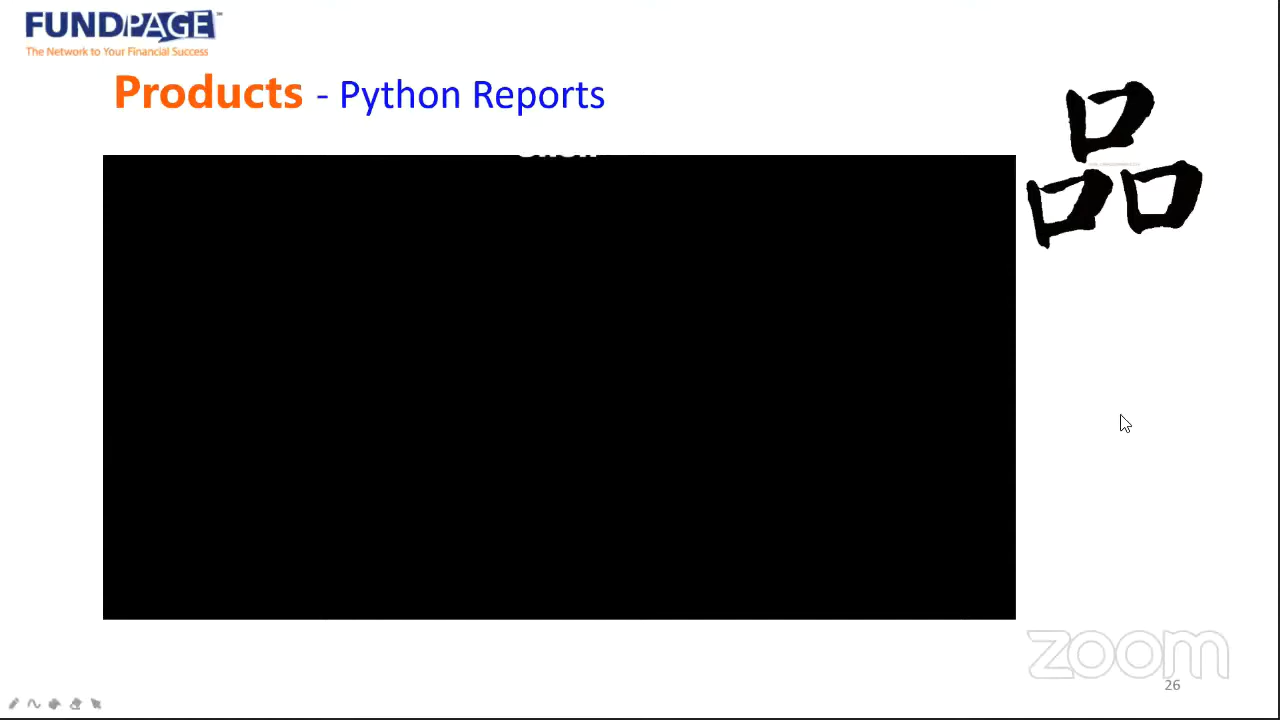 FUNDPAGE™
The Network to Your Financial Success
Products - Python Reports
品
zoom
26